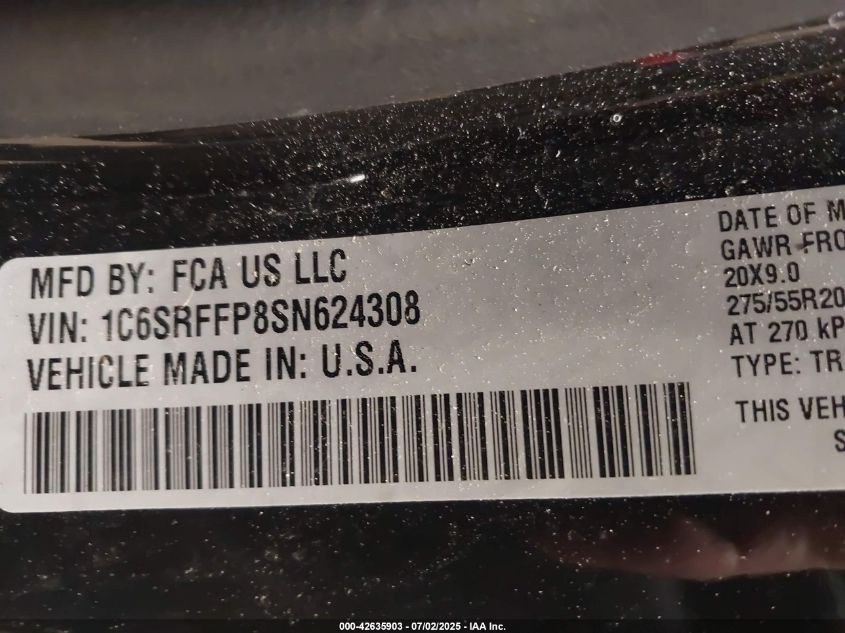 MFD BY: FCA US LLC
VIN: 1C6SRFFP8SN624308
VEHICLE MADE IN: U.S.A.
DATE OF M
GAWR FRO
20X9.0
275/55R20
AT 270 kP
TYPE: TR
THIS VEH
S
000-42635903 - 07/02/2025 - IAA Inc.